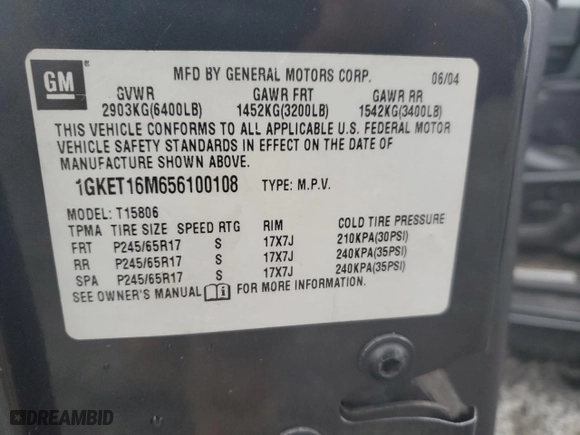 GM ®
MFD BY GENERAL MOTORS CORP. 06/04
GVWR GAWR FRT GAWR RR
2903KG(6400LB) 1452KG(3200LB) 1542KG(3400LB)
THIS VEHICLE CONFORMS TO ALL APPLICABLE U.S. FEDERAL MOTOR
VEHICLE SAFETY STANDARDS IN EFFECT ON THE DATE OF
MANUFACTURE SHOWN ABOVE.
1GKET16M656100108 TYPE: M.P.V.
MODEL: T15806
TPMA TIRE SIZE SPEED RTG RIM COLD TIRE PRESSURE
FRT P245/65R17 S 17X7J 210KPA(30PSI)
RR P245/65R17 S 17X7J 240KPA(35PSI)
SPA P245/65R17 S 17X7J 240KPA(35PSI)
SEE OWNER'S MANUAL i FOR MORE INFORMATION.
DREAMBID